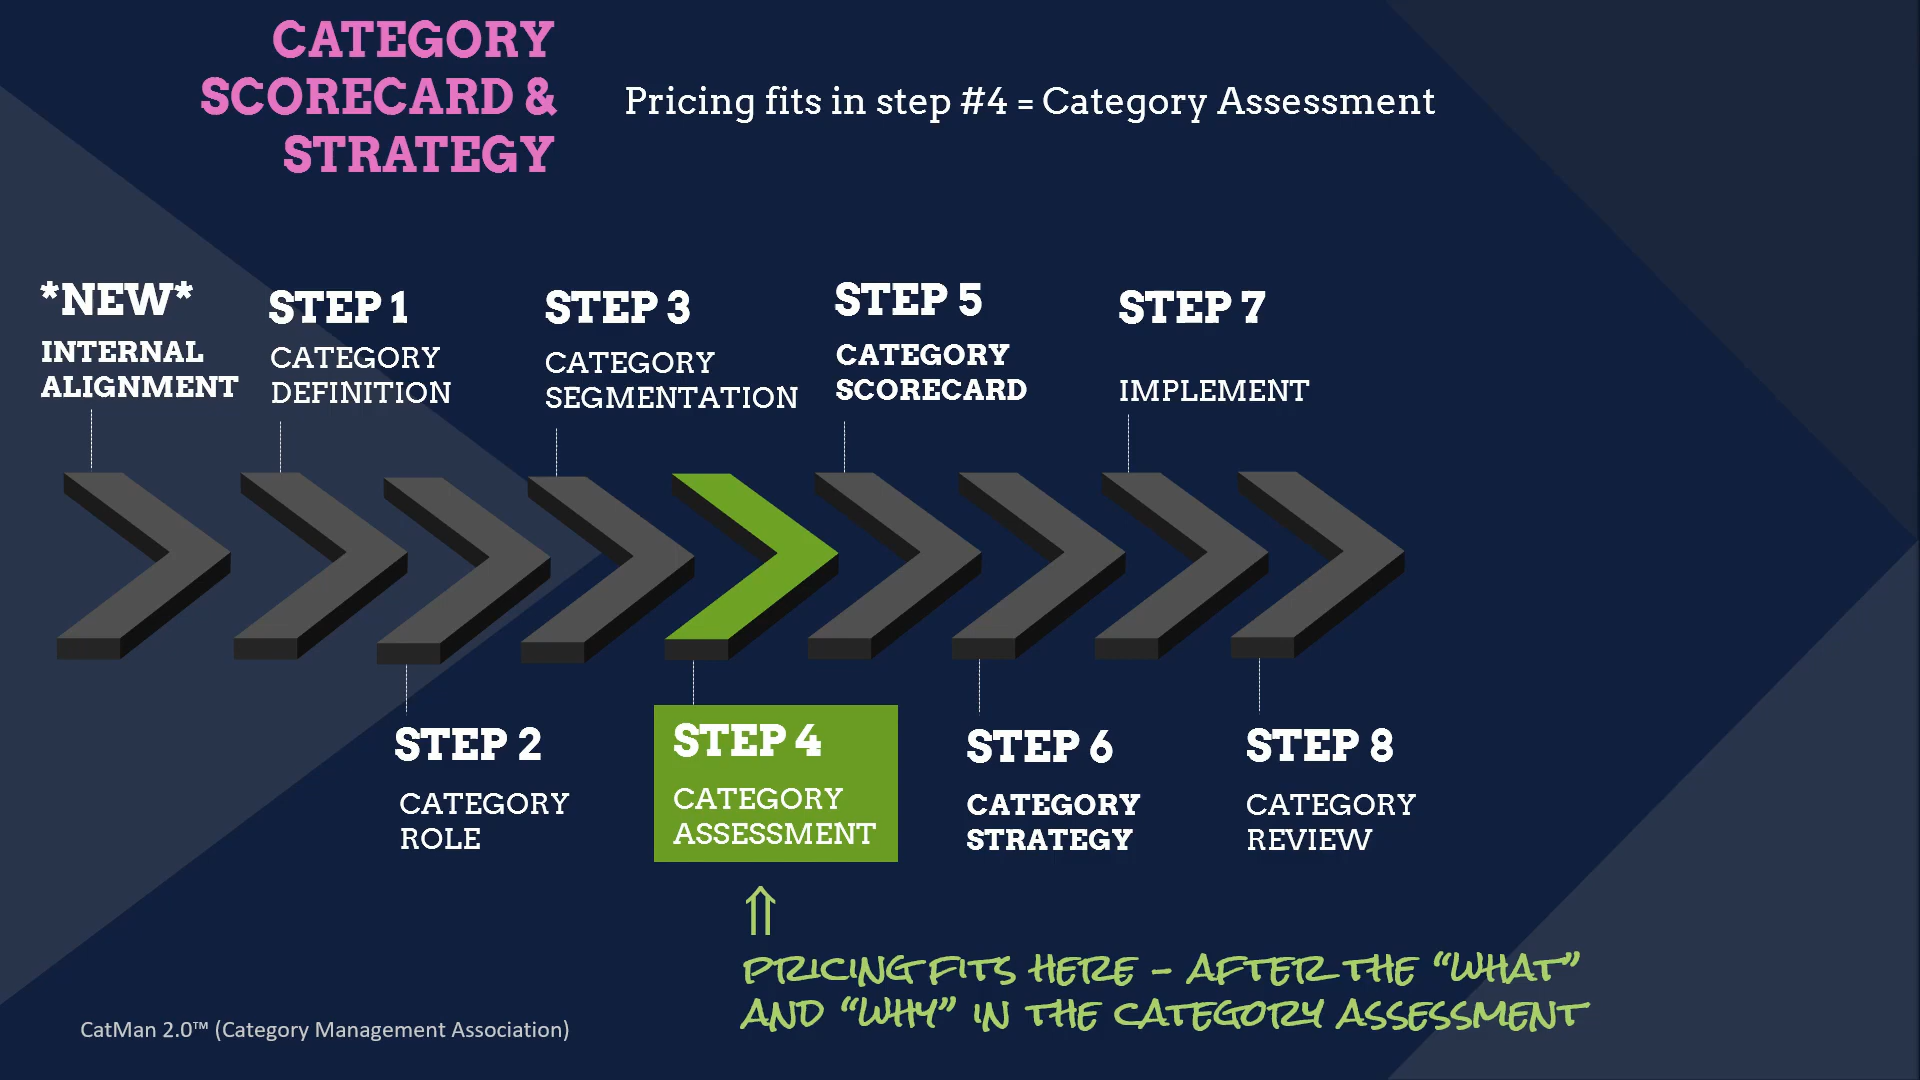 CATEGORY
SCORECARD &
STRATEGY
Pricing fits in step #4 = Category Assessment
*NEW*
INTERNAL
ALIGNMENT
STEP 1
CATEGORY
DEFINITION
STEP 3
CATEGORY
SEGMENTATION
STEP 5
CATEGORY
SCORECARD
STEP 7
IMPLEMENT
STEP 2
CATEGORY
ROLE
STEP 4
CATEGORY
ASSESSMENT
STEP 6
CATEGORY
STRATEGY
STEP 8
CATEGORY
REVIEW
⇑
PRICING FITS HERE – AFTER THE “WHAT”
AND “WHY” IN THE CATEGORY ASSESSMENT
CatMan 2.0™ (Category Management Association)